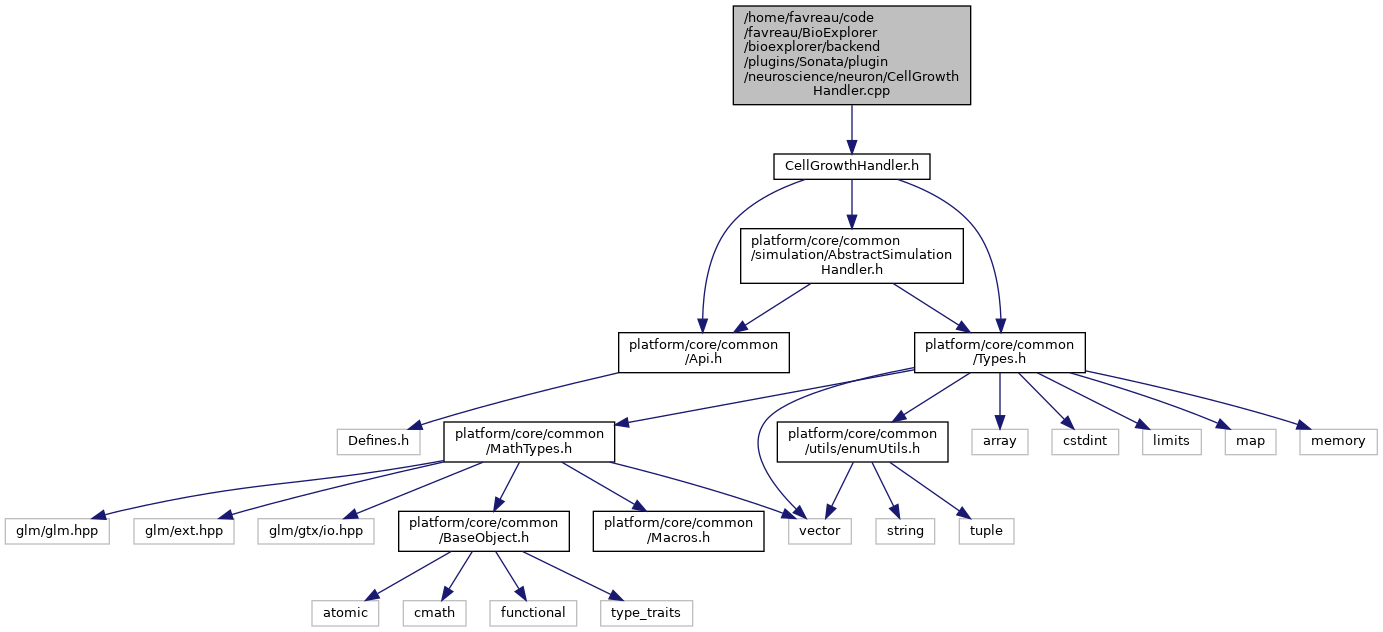 /home/favreau/code
/favreau/BioExplorer
/bioexplorer/backend
/plugins/Sonata/plugin
/neuroscience/neuron/CellGrowth
Handler.cpp
CellGrowthHandler.h
platform/core/common
/simulation/AbstractSimulation
Handler.h
platform/core/common
/Api.h
platform/core/common
/Types.h
Defines.h
platform/core/common
/MathTypes.h
platform/core/common
/utils/enumUtils.h
array
cstdint
limits
map
memory
glm/glm.hpp
glm/ext.hpp
glm/gtx/io.hpp
platform/core/common
/BaseObject.h
platform/core/common
/Macros.h
vector
string
tuple
atomic
cmath
functional
type_traits